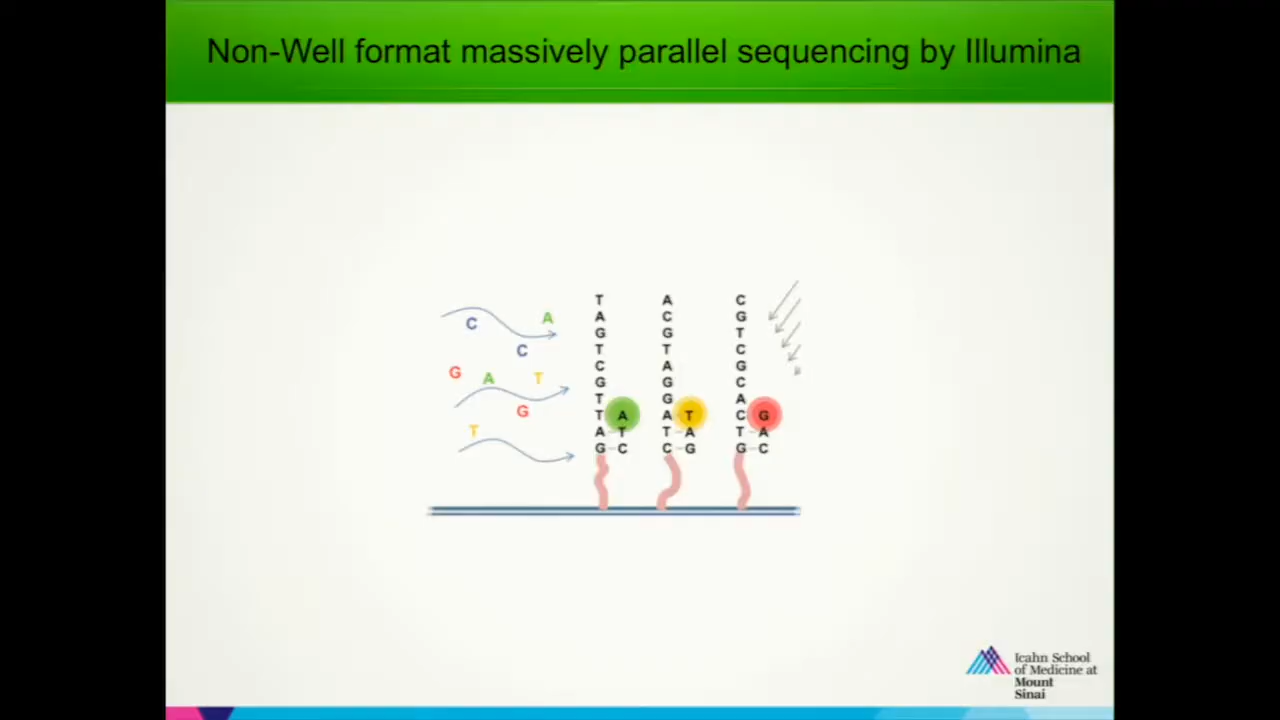 Non-Well format massively parallel sequencing by Illumina
C
A
C
G
A
T
G
T
T
A
G
T
C
G
T
T A
A T
G C
A
C
G
T
A
G
G
A T
T A
C G
C
G
T
C
G
C
A
C G
T A
G C
Icahn School
of Medicine at
Mount
Sinai